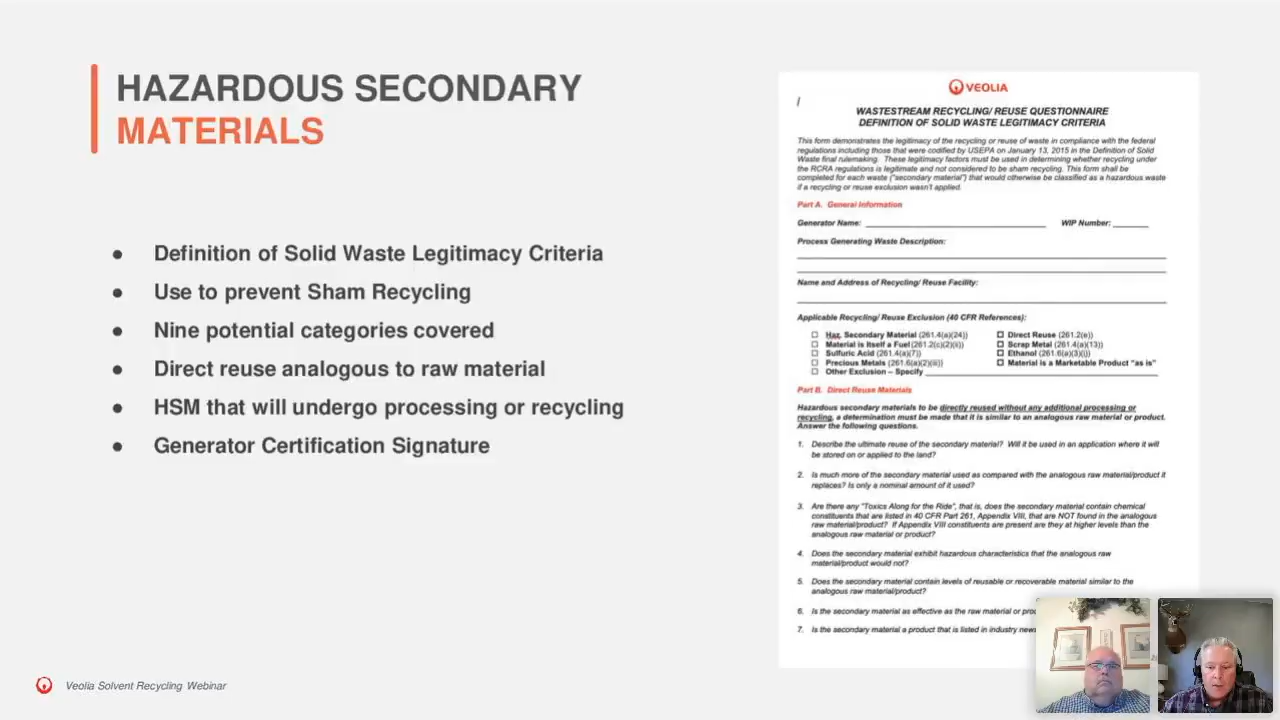 HAZARDOUS SECONDARY
MATERIALS
● Definition of Solid Waste Legitimacy Criteria
● Use to prevent Sham Recycling
● Nine potential categories covered
● Direct reuse analogous to raw material
● HSM that will undergo processing or recycling
● Generator Certification Signature
VEOLIA
WASTESTREAM RECYCLING/ REUSE QUESTIONNAIRE
DEFINITION OF SOLID WASTE LEGITIMACY CRITERIA
This form demonstrates the legitimacy of the recycling or reuse of waste in compliance with the federal
regulations including those that were codified by USEPA on January 13, 2015 in the Definition of Solid
Waste final rulemaking. These legitimacy factors must be used in determining whether recycling under
the RCRA regulations is legitimate and not considered to be sham recycling. This form shall be
completed for each waste ("secondary material") that would otherwise be classified as a hazardous waste
if a recycling or reuse exclusion wasn't applied.
Part A. General Information
Generator Name: WIP Number:
Process Generating Waste Description:
Name and Address of Recycling/ Reuse Facility:
Applicable Recycling/ Reuse Exclusion (40 CFR References):
☐ Haz. Secondary Material (261.4(a)(24)) ☐ Direct Reuse (261.2(e))
☐ Material is Itself a Fuel (261.2(c)(2)(ii)) ☐ Scrap Metal (261.4(a)(13))
☐ Sulfuric Acid (261.4(a)(7)) ☐ Ethanol (261.6(a)(3)(i))
☐ Precious Metals (261.6(a)(2)(iii)) ☐ Material is a Marketable Product "as is"
☐ Other Exclusion – Specify
Part B. Direct Reuse Materials
Hazardous secondary materials to be directly reused without any additional processing or
recycling, a determination must be made that it is similar to an analogous raw material or product.
Answer the following questions.
1. Describe the ultimate reuse of the secondary material? Will it be used in an application where it will
be stored on or applied to the land?
2. Is much more of the secondary material used as compared with the analogous raw material/product it
replaces? Is only a nominal amount of it used?
3. Are there any "Toxics Along for the Ride", that is, does the secondary material contain chemical
constituents that are listed in 40 CFR Part 261, Appendix VIII, that are NOT found in the analogous
raw material/product? If Appendix VIII constituents are present are they at higher levels than the
analogous raw material or product?
4. Does the secondary material exhibit hazardous characteristics that the analogous raw
material/product would not?
5. Does the secondary material contain levels of reusable or recoverable material similar to the
analogous raw material/product?
6. Is the secondary material as effective as the raw material or
7. Is the secondary material a product that is listed in industry
Veolia Solvent Recycling Webinar